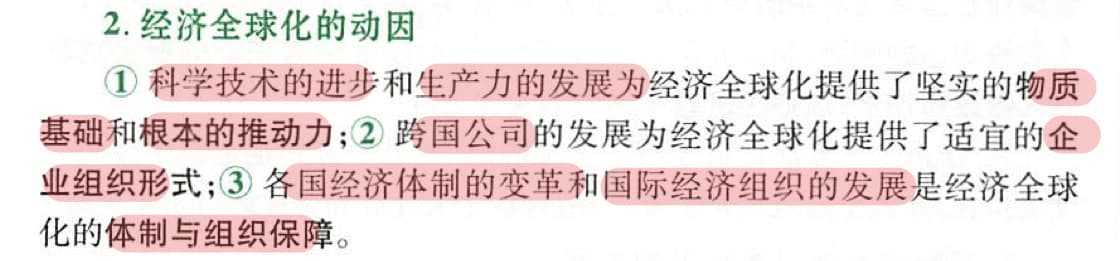 2. 经济全球化的动因
① 科学技术的进步和生产力的发展为经济全球化提供了坚实的物质
基础和根本的推动力;② 跨国公司的发展为经济全球化提供了适宜的企
业组织形式;③ 各国经济体制的变革和国际经济组织的发展是经济全球
化的体制与组织保障。